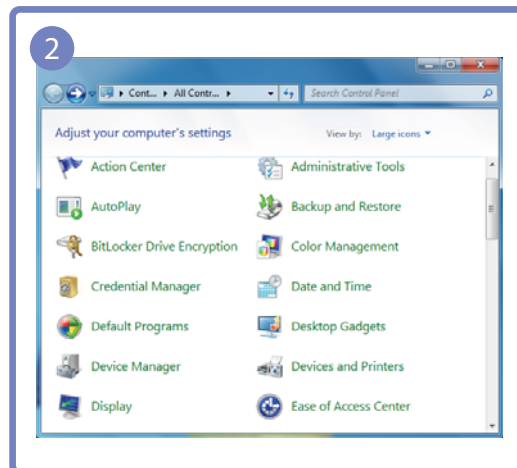 2
Cont... All Contr... Search Control Panel
Adjust your computer's settings View by: Large icons
Action Center Administrative Tools
AutoPlay Backup and Restore
BitLocker Drive Encryption Color Management
Credential Manager Date and Time
Default Programs Desktop Gadgets
Device Manager Devices and Printers
Display Ease of Access Center